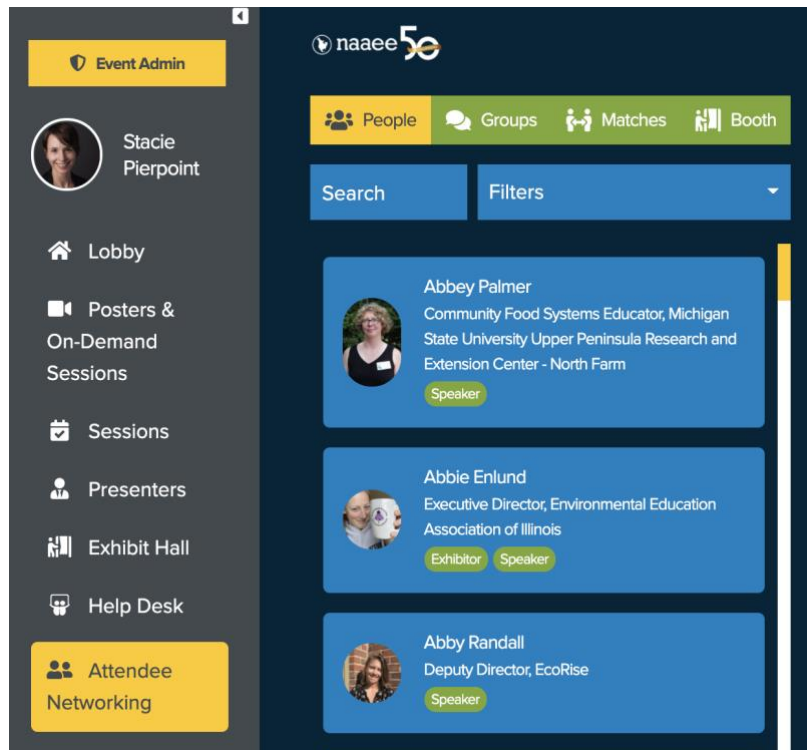 Event Admin
Stacie
Pierpoint
Lobby
Posters &
On-Demand
Sessions
Sessions
Presenters
Exhibit Hall
Help Desk
Attendee
Networking
naaee 50
People
Groups
Matches
Booth
Search
Filters
Abbey Palmer
Community Food Systems Educator, Michigan
State University Upper Peninsula Research and
Extension Center - North Farm
Speaker
Abbie Enlund
Executive Director, Environmental Education
Association of Illinois
Exhibitor Speaker
Abby Randall
Deputy Director, EcoRise
Speaker